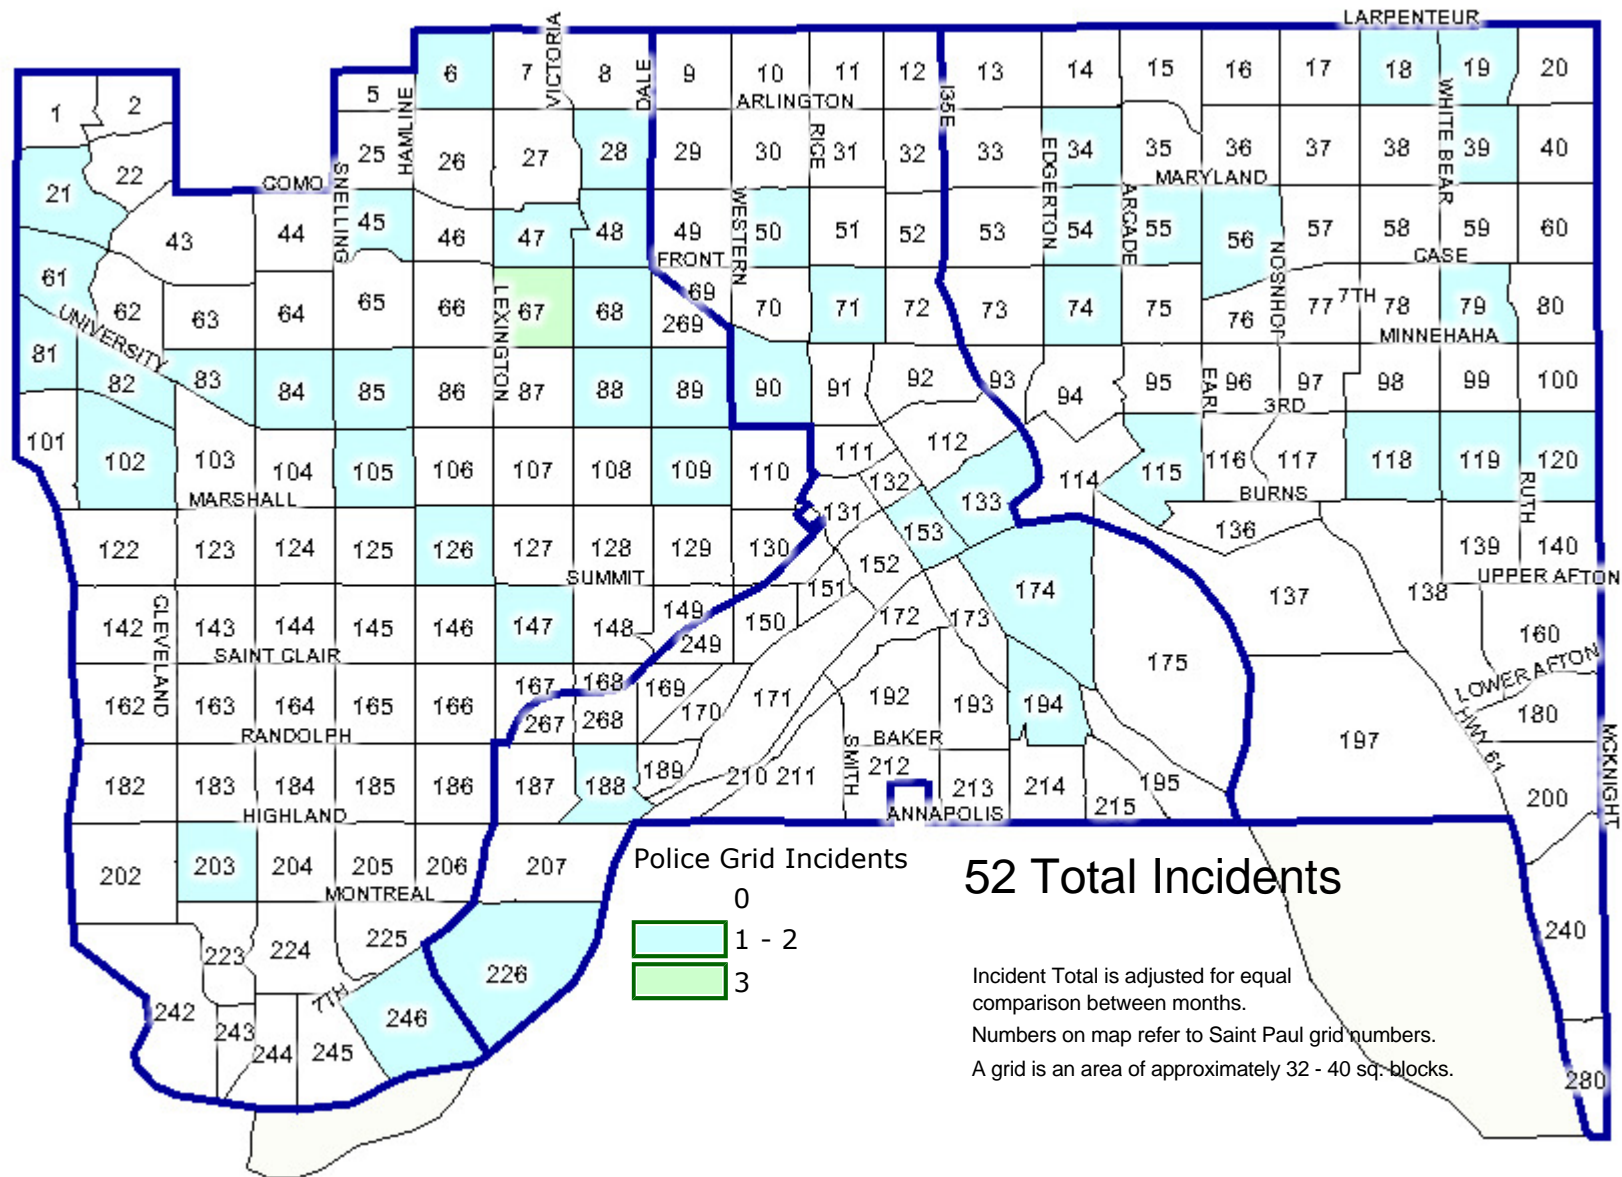 LARPENTEUR
6 7 VICTORIA 8 DALE 9 10 11 12 I35E 13 14 15 16 17 18 WHITE BEAR 19 20
1 2 5 HAMLINE ARLINGTON
25 26 27 28 29 30 RICE 31 32 33 EDGERTON 34 35 36 37 38 39 40
22 SNELLING COMO MARYLAND
21 43 44 45 46 47 48 49 WESTERN 50 51 52 53 54 ARCADE 55 56 JOHNSON 57 58 59 60
FRONT CASE
61 62 63 64 65 66 LEXINGTON 67 68 69 269 70 71 72 73 74 75 76 77 7TH 78 79 80
UNIVERSITY MINNEHAHA
81 82 83 84 85 86 87 88 89 90 91 92 93 94 95 EARL 96 97 98 99 100
3RD
101 102 103 104 105 106 107 108 109 110 111 112 132 133 114 115 116 117 118 119 120 RUTH
MARSHALL BURNS
122 123 124 125 126 127 128 129 130 131 153 152 136 139 140
SUMMIT UPPER AFTON
142 CLEVELAND 143 144 145 146 147 148 149 249 150 151 172 173 174 175 137 138 160
SAINT CLAIR LOWER AFTON
162 163 164 165 166 167 267 168 268 169 170 171 192 193 194 197 HWY 61 180 MCKNIGHT
RANDOLPH BAKER
182 183 184 185 186 187 188 189 210 211 SMITH 212 213 214 215 195 200
HIGHLAND ANNAPOLIS
202 203 204 205 206 207
MONTREAL
223 224 225 226 240
242 243 244 245 7TH 246 280
Police Grid Incidents
0
1 - 2
3
52 Total Incidents
Incident Total is adjusted for equal
comparison between months.
Numbers on map refer to Saint Paul grid numbers.
A grid is an area of approximately 32 - 40 sq. blocks.